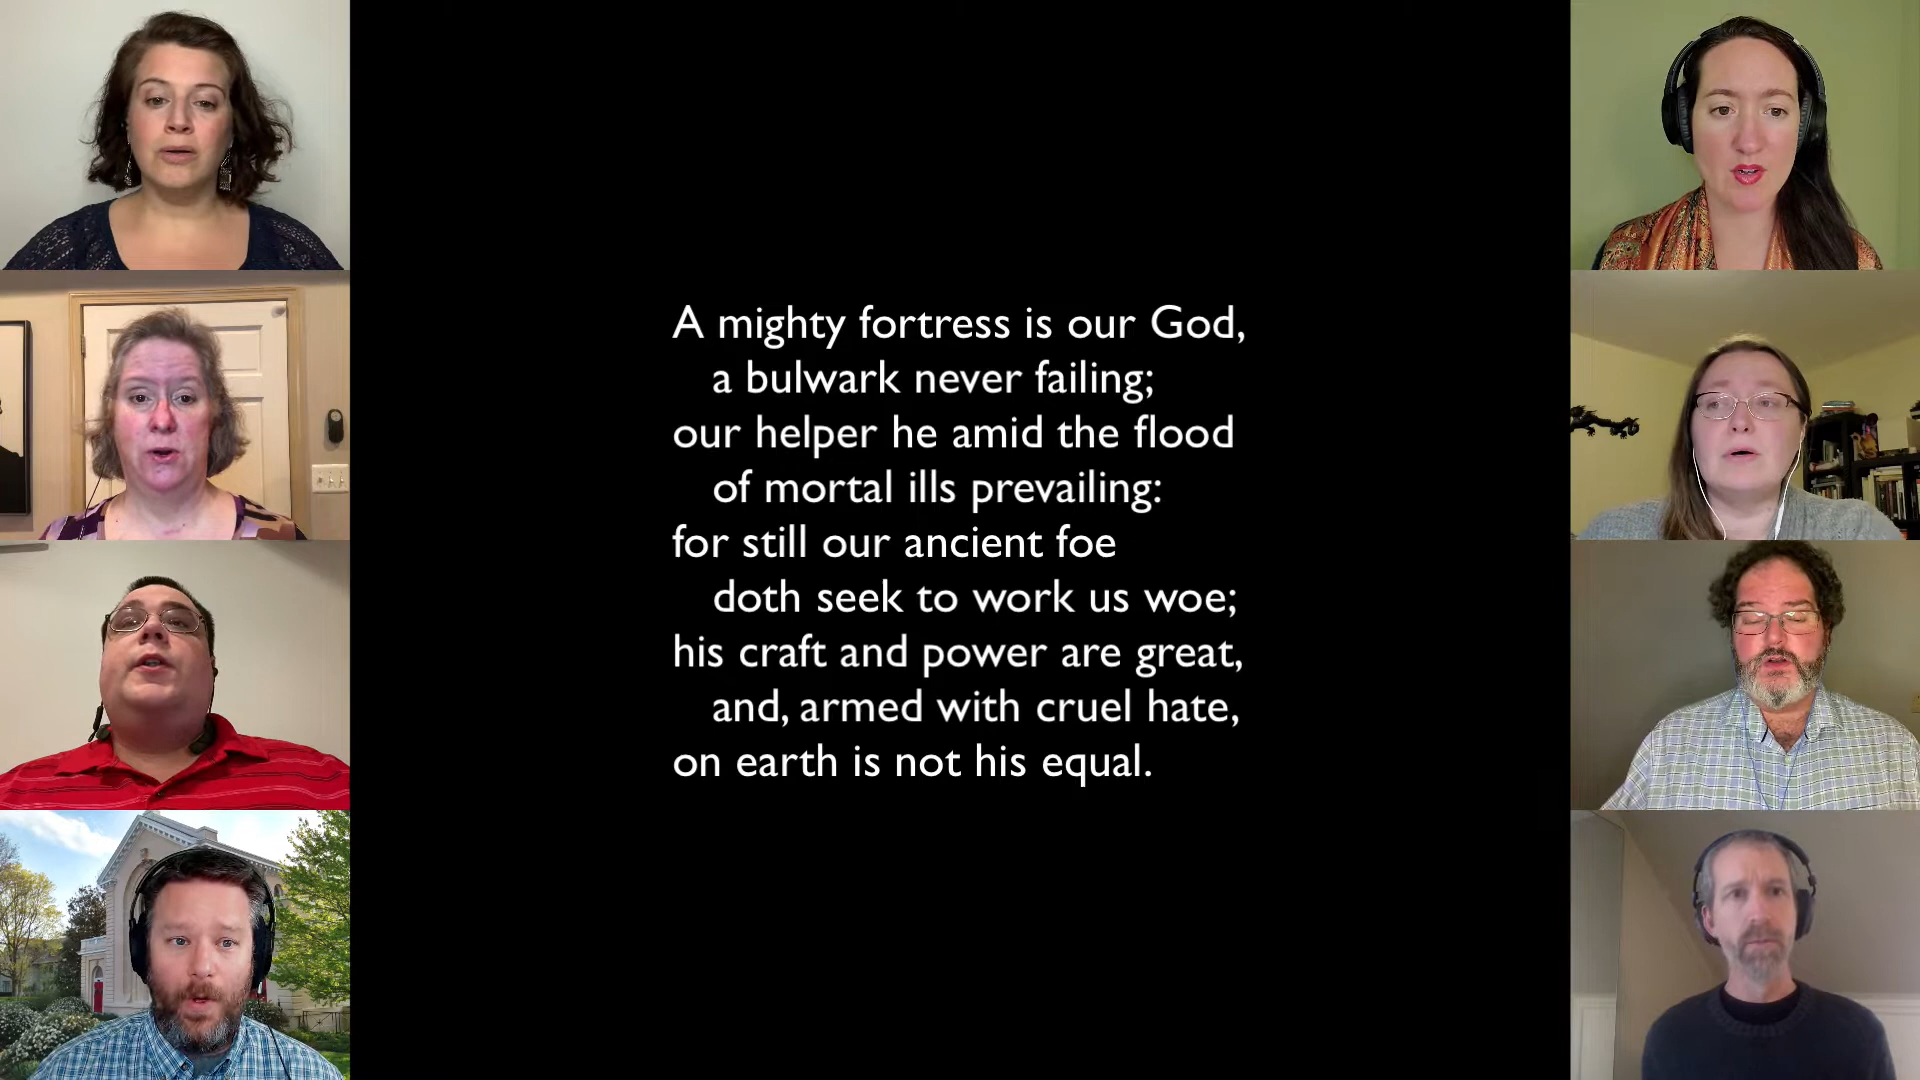 A mighty fortress is our God,
a bulwark never failing;
our helper he amid the flood
of mortal ills prevailing:
for still our ancient foe
doth seek to work us woe;
his craft and power are great,
and, armed with cruel hate,
on earth is not his equal.